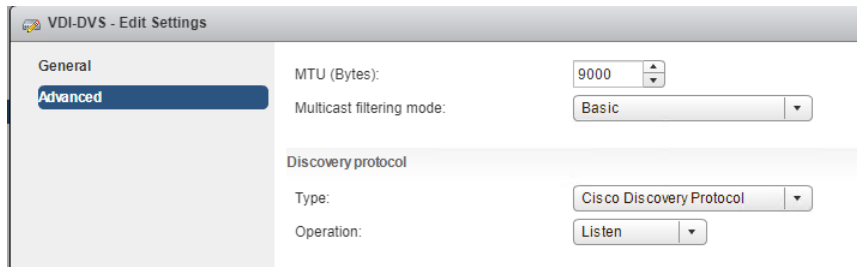 VDI-DVS - Edit Settings
General
Advanced
MTU (Bytes): 9000
Multicast filtering mode: Basic
Discovery protocol
Type: Cisco Discovery Protocol
Operation: Listen